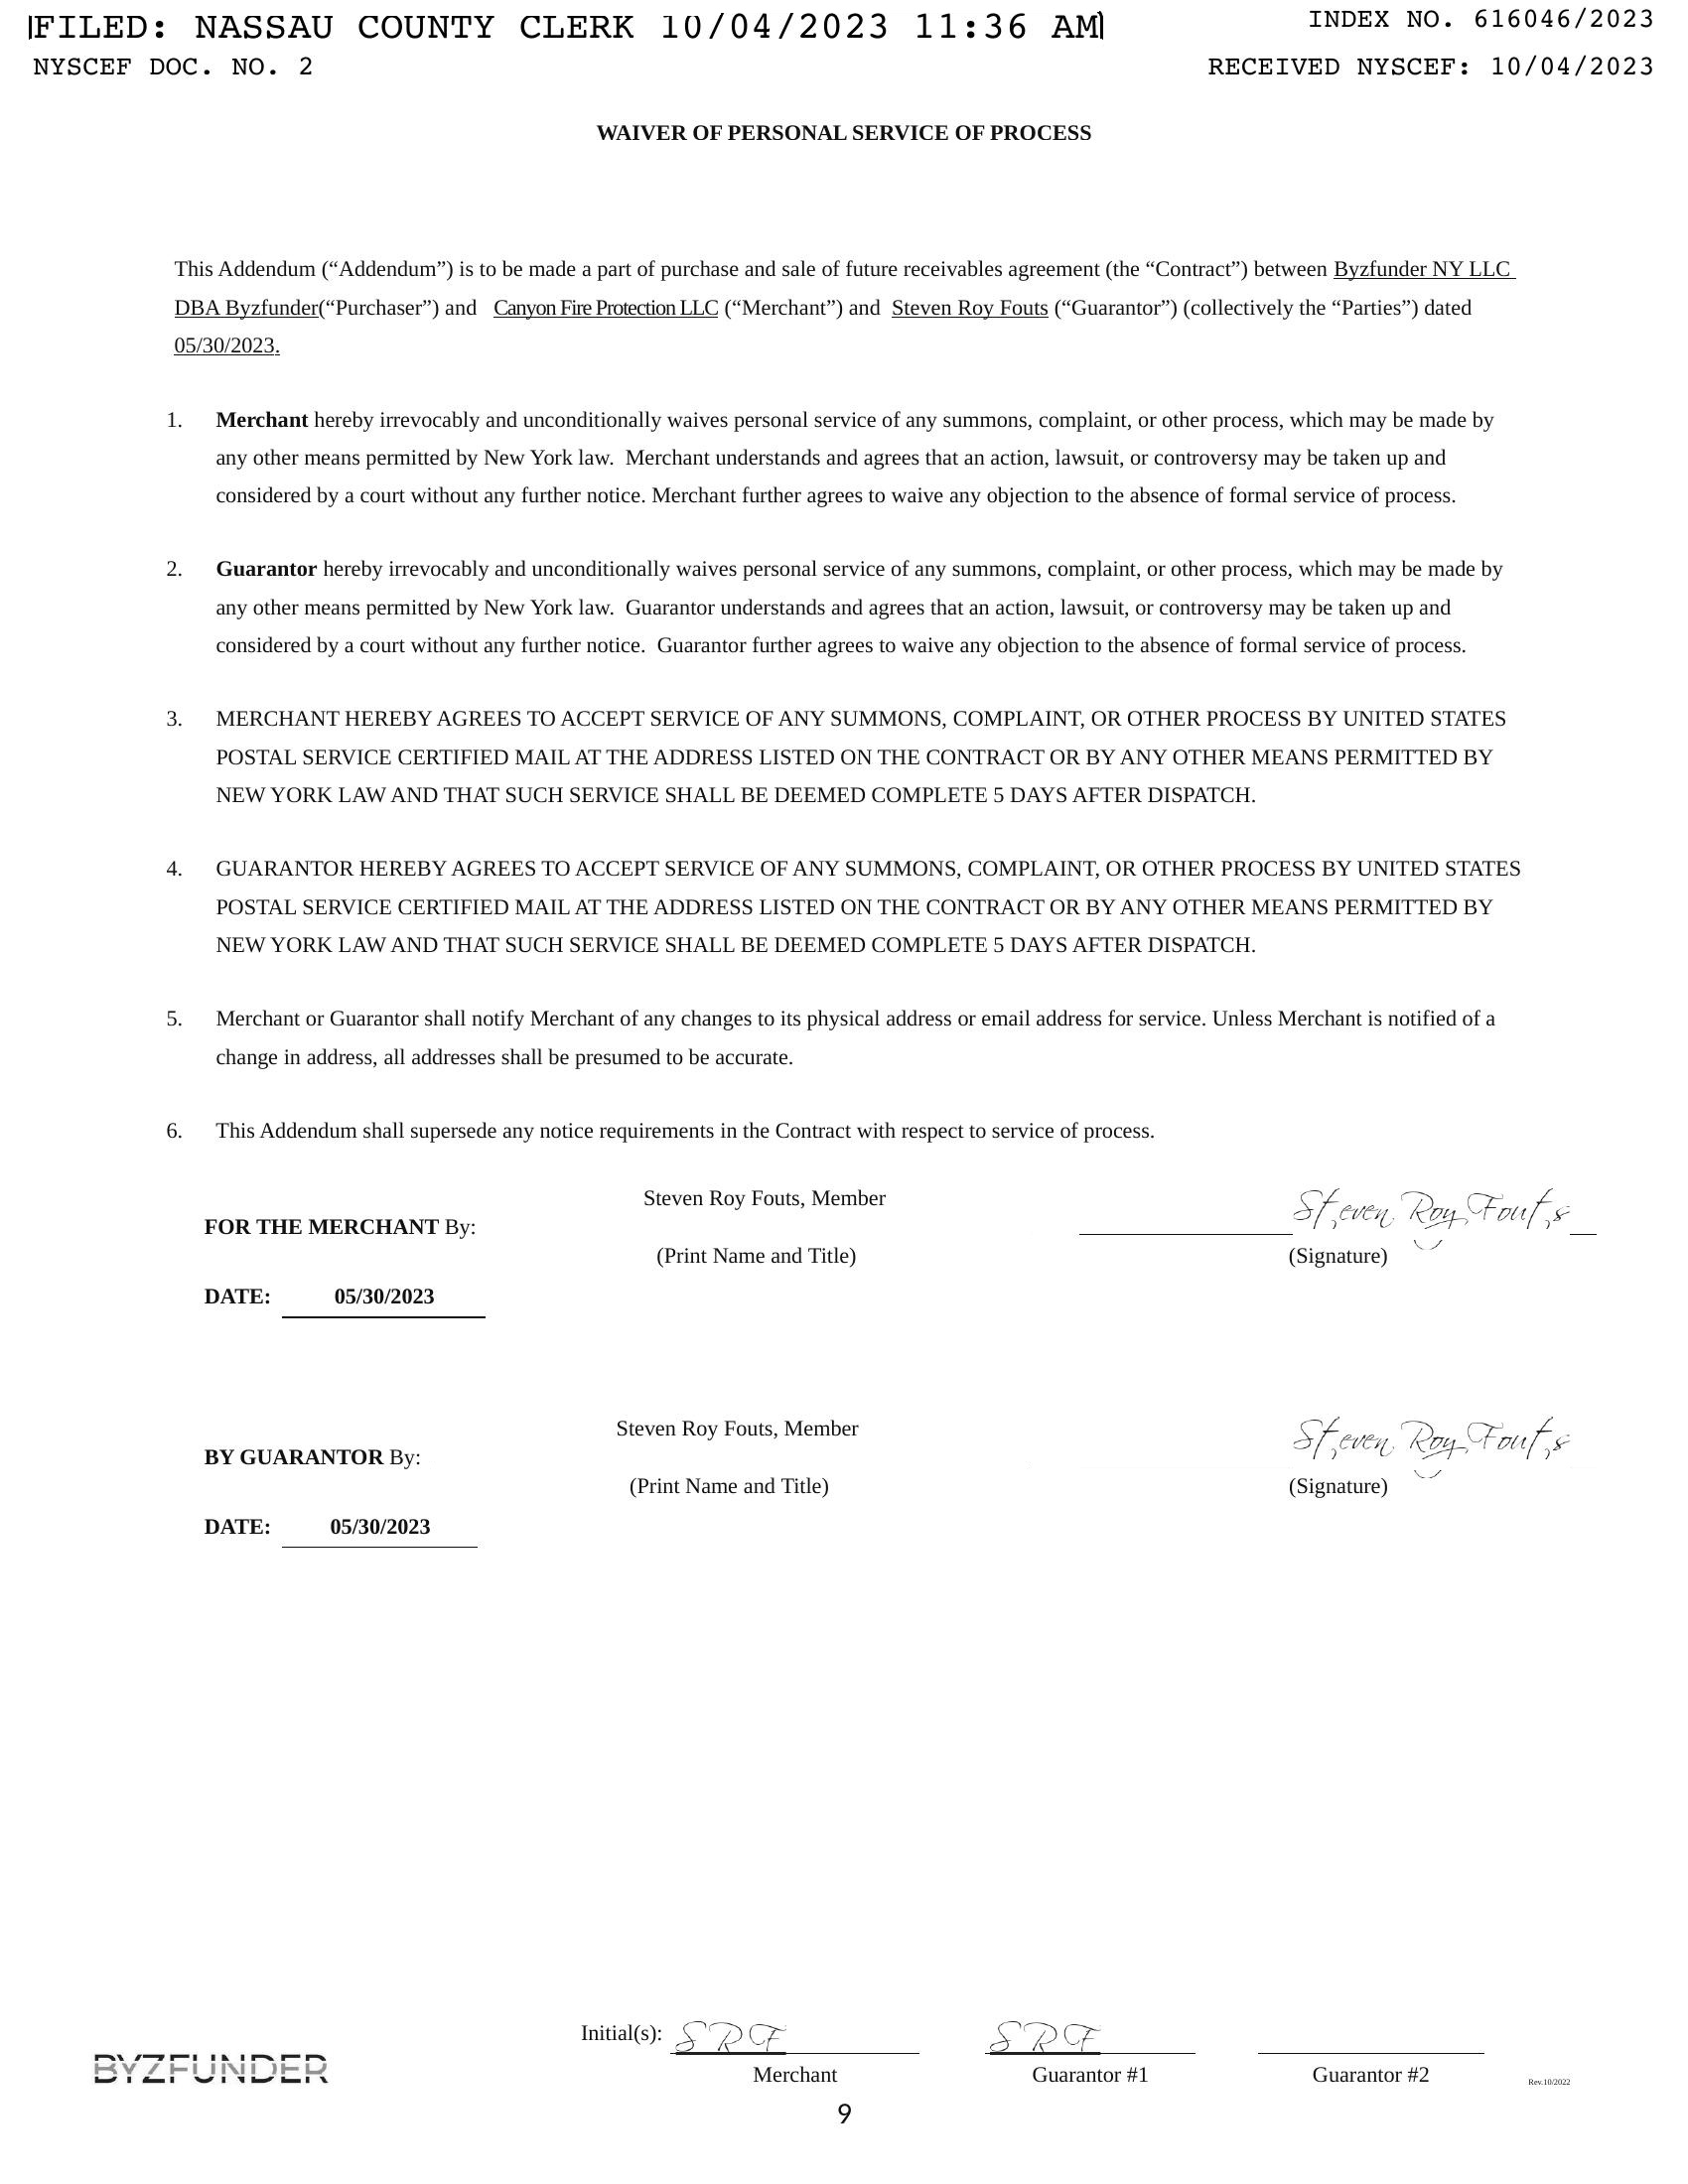 FILED: NASSAU COUNTY CLERK 10/04/2023 11:36 AM
INDEX NO. 616046/2023
NYSCEF DOC. NO. 2
RECEIVED NYSCEF: 10/04/2023
WAIVER OF PERSONAL SERVICE OF PROCESS
This Addendum (“Addendum”) is to be made a part of purchase and sale of future receivables agreement (the “Contract”) between Byzfunder NY LLC
DBA Byzfunder(“Purchaser”) and Canyon Fire Protection LLC (“Merchant”) and Steven Roy Fouts (“Guarantor”) (collectively the “Parties”) dated
05/30/2023.
1. Merchant hereby irrevocably and unconditionally waives personal service of any summons, complaint, or other process, which may be made by
any other means permitted by New York law. Merchant understands and agrees that an action, lawsuit, or controversy may be taken up and
considered by a court without any further notice. Merchant further agrees to waive any objection to the absence of formal service of process.
2. Guarantor hereby irrevocably and unconditionally waives personal service of any summons, complaint, or other process, which may be made by
any other means permitted by New York law. Guarantor understands and agrees that an action, lawsuit, or controversy may be taken up and
considered by a court without any further notice. Guarantor further agrees to waive any objection to the absence of formal service of process.
3. MERCHANT HEREBY AGREES TO ACCEPT SERVICE OF ANY SUMMONS, COMPLAINT, OR OTHER PROCESS BY UNITED STATES
POSTAL SERVICE CERTIFIED MAIL AT THE ADDRESS LISTED ON THE CONTRACT OR BY ANY OTHER MEANS PERMITTED BY
NEW YORK LAW AND THAT SUCH SERVICE SHALL BE DEEMED COMPLETE 5 DAYS AFTER DISPATCH.
4. GUARANTOR HEREBY AGREES TO ACCEPT SERVICE OF ANY SUMMONS, COMPLAINT, OR OTHER PROCESS BY UNITED STATES
POSTAL SERVICE CERTIFIED MAIL AT THE ADDRESS LISTED ON THE CONTRACT OR BY ANY OTHER MEANS PERMITTED BY
NEW YORK LAW AND THAT SUCH SERVICE SHALL BE DEEMED COMPLETE 5 DAYS AFTER DISPATCH.
5. Merchant or Guarantor shall notify Merchant of any changes to its physical address or email address for service. Unless Merchant is notified of a
change in address, all addresses shall be presumed to be accurate.
6. This Addendum shall supersede any notice requirements in the Contract with respect to service of process.
Steven Roy Fouts, Member
Steven Roy Fouts
FOR THE MERCHANT By:
(Print Name and Title)
(Signature)
DATE: 05/30/2023
Steven Roy Fouts, Member
Steven Roy Fouts
BY GUARANTOR By:
(Print Name and Title)
(Signature)
DATE: 05/30/2023
Initial(s): SRF SRF
BYZFUNDER
Merchant
Guarantor #1
Guarantor #2
Rev.10/2022
9